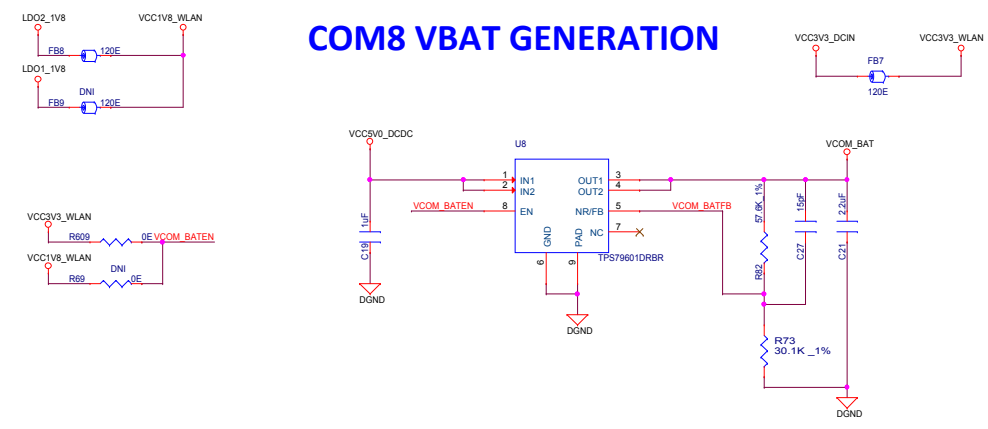 COM8 VBAT GENERATION
LDO2_1V8
VCC1V8_WLAN
FB8
120E
LDO1_1V8
DNI
FB9
120E
VCC3V3_DCIN
VCC3V3_WLAN
FB7
120E
VCC5V0_DCDC
U8
VCOM_BAT
1
IN1
2
IN2
VCOM_BATEN
8
EN
OUT1
3
OUT2
4
NR/FB
5
VCOM_BATFB
NC
7
GND
PAD
6
9
TPS79601DRBR
DGND
C19
1uF
DGND
57.6K_1%
R82
15pF
C27
2.2uF
C21
R73
30.1K _1%
DGND
VCC3V3_WLAN
R609
0E
VCOM_BATEN
VCC1V8_WLAN
DNI
R69
0E